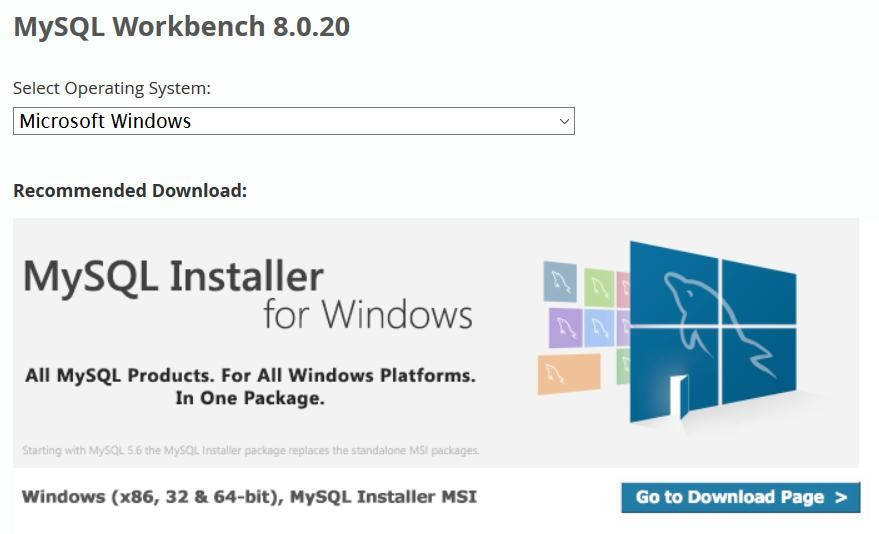 MySQL Workbench 8.0.20
Select Operating System:
Microsoft Windows
Recommended Download:
MySQL Installer
for Windows
All MySQL Products. For All Windows Platforms.
In One Package.
Starting with MySQL 5.6 the MySQL Installer package replaces the standalone MSI packages.
Windows (x86, 32 & 64-bit), MySQL Installer MSI
Go to Download Page >